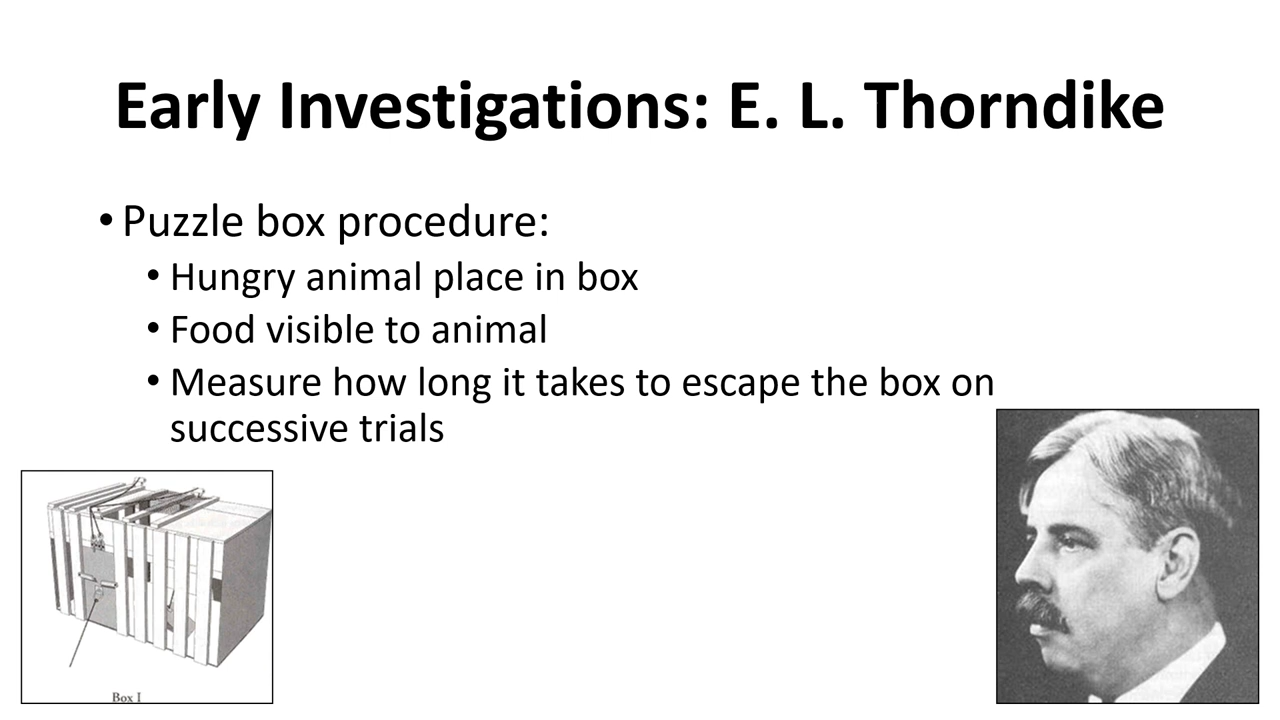 Early Investigations: E. L. Thorndike
• Puzzle box procedure:
• Hungry animal place in box
• Food visible to animal
• Measure how long it takes to escape the box on
successive trials
Box I